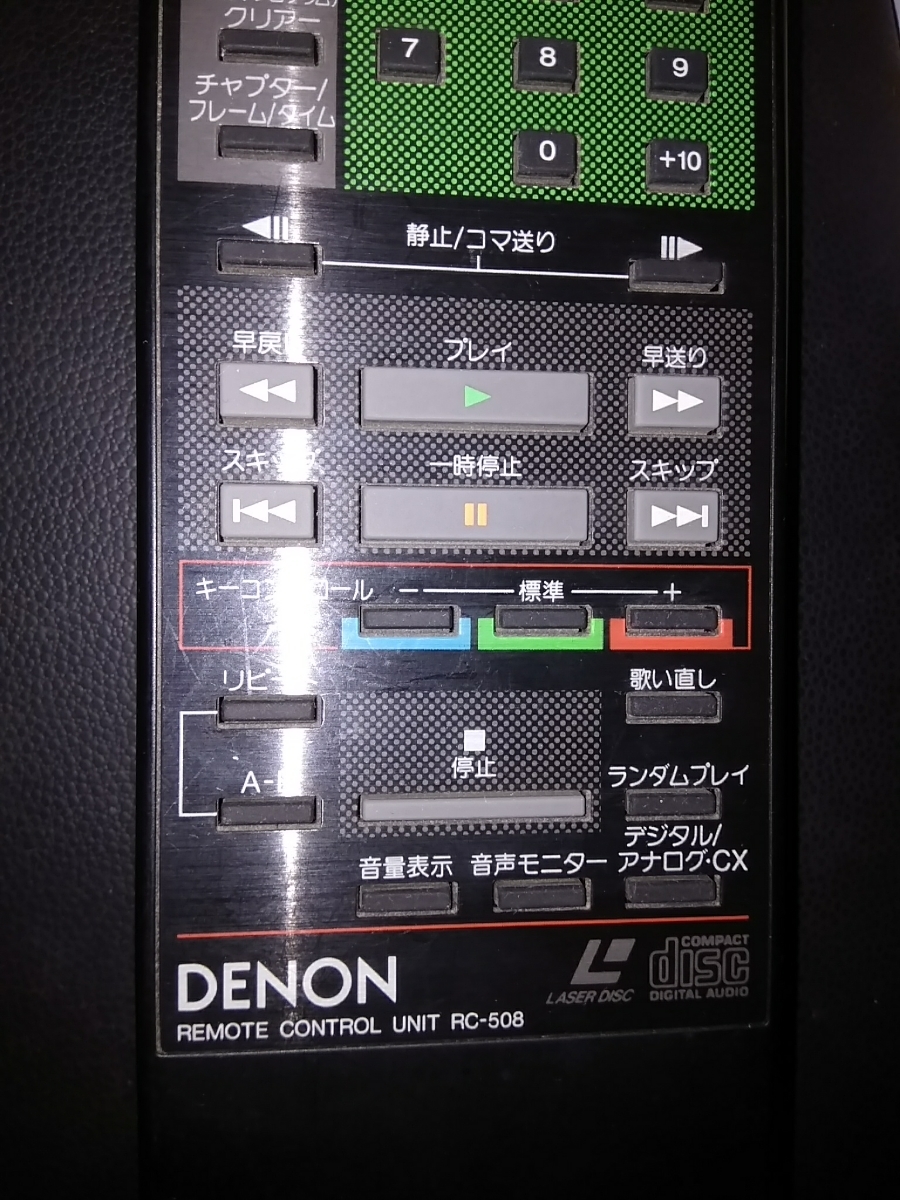 クリアー
7 8 9
チャプター/
フレーム/タイム
0 +10
静止/コマ送り
プレイ 早送り
一時停止 スキップ
− 標準 +
歌い直し
停止
ランダムプレイ
デジタル/
音量表示 音声モニター アナログ・CX
DENON
LASER DISC
COMPACT
disc
DIGITAL AUDIO
REMOTE CONTROL UNIT RC-508